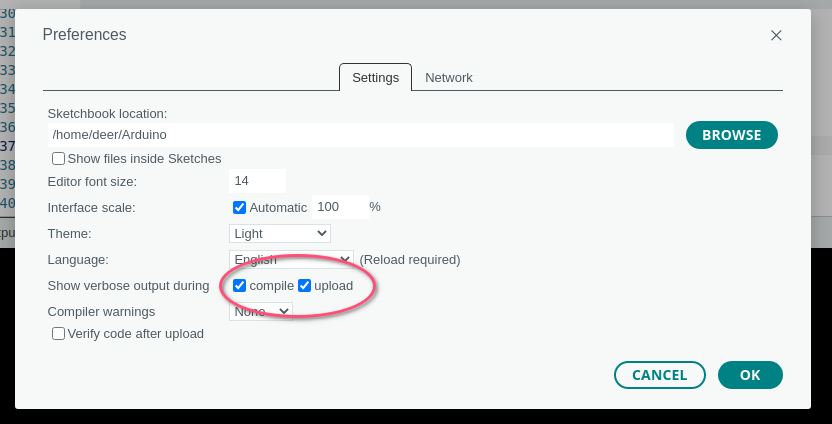 30
31
32
33
34
35
36
37
38
39
40
tpu
Preferences
Settings Network
Sketchbook location:
/home/deer/Arduino BROWSE
Show files inside Sketches
Editor font size: 14
Interface scale: Automatic 100 %
Theme: Light
Language: English (Reload required)
Show verbose output during compile upload
Compiler warnings None
Verify code after upload
CANCEL OK